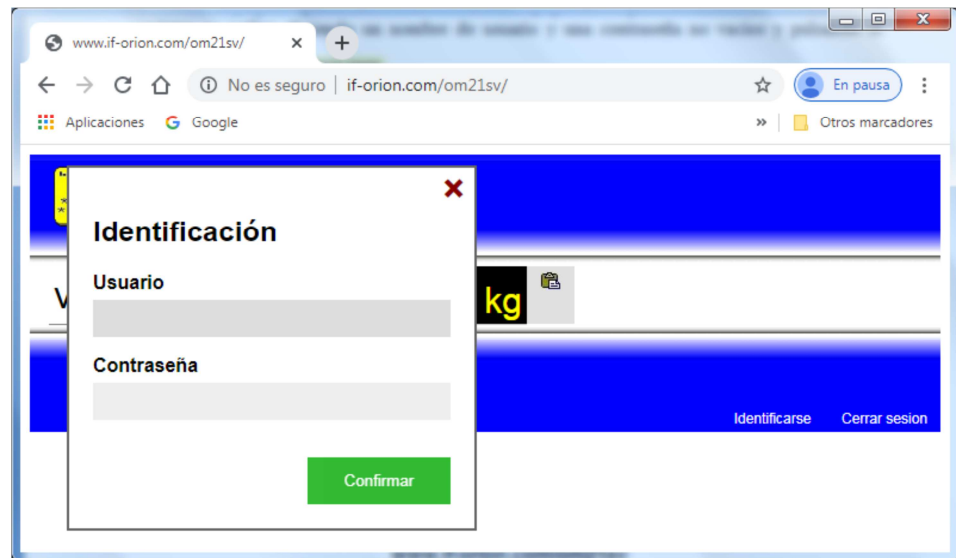 www.if-orion.com/om21sv/
No es seguro | if-orion.com/om21sv/
En pausa
Aplicaciones
Google
Otros marcadores
Identificación
Usuario
kg
Contraseña
Identificarse
Cerrar sesion
Confirmar